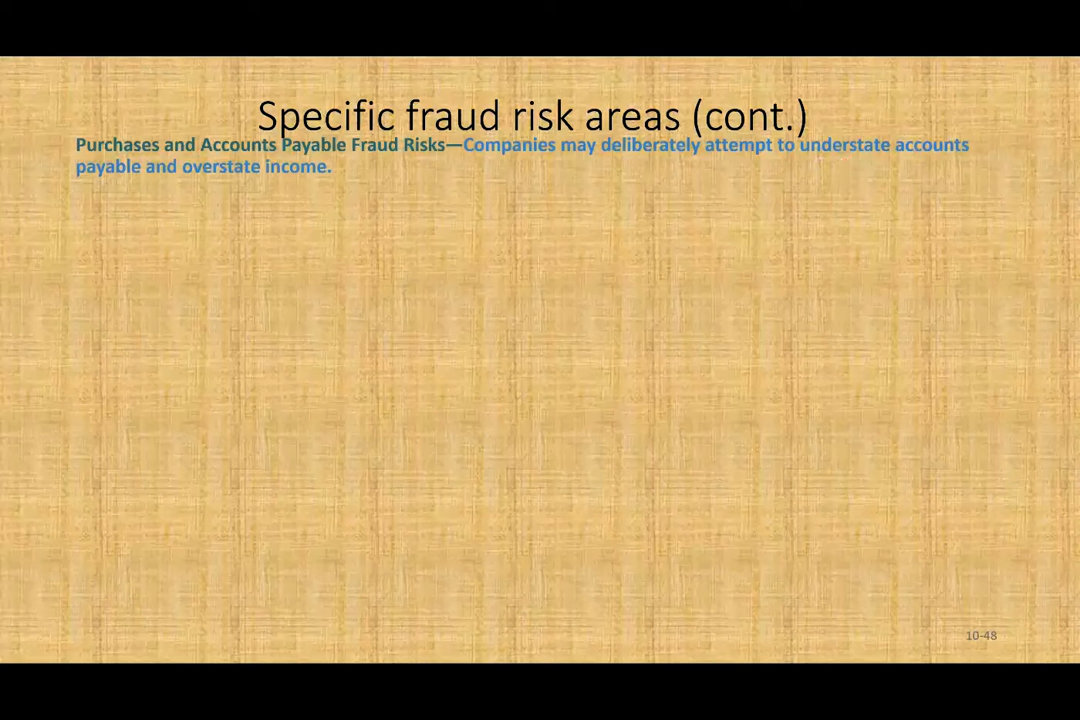 Specific fraud risk areas (cont.)
Purchases and Accounts Payable Fraud Risks—Companies may deliberately attempt to understate accounts
payable and overstate income.
10-48